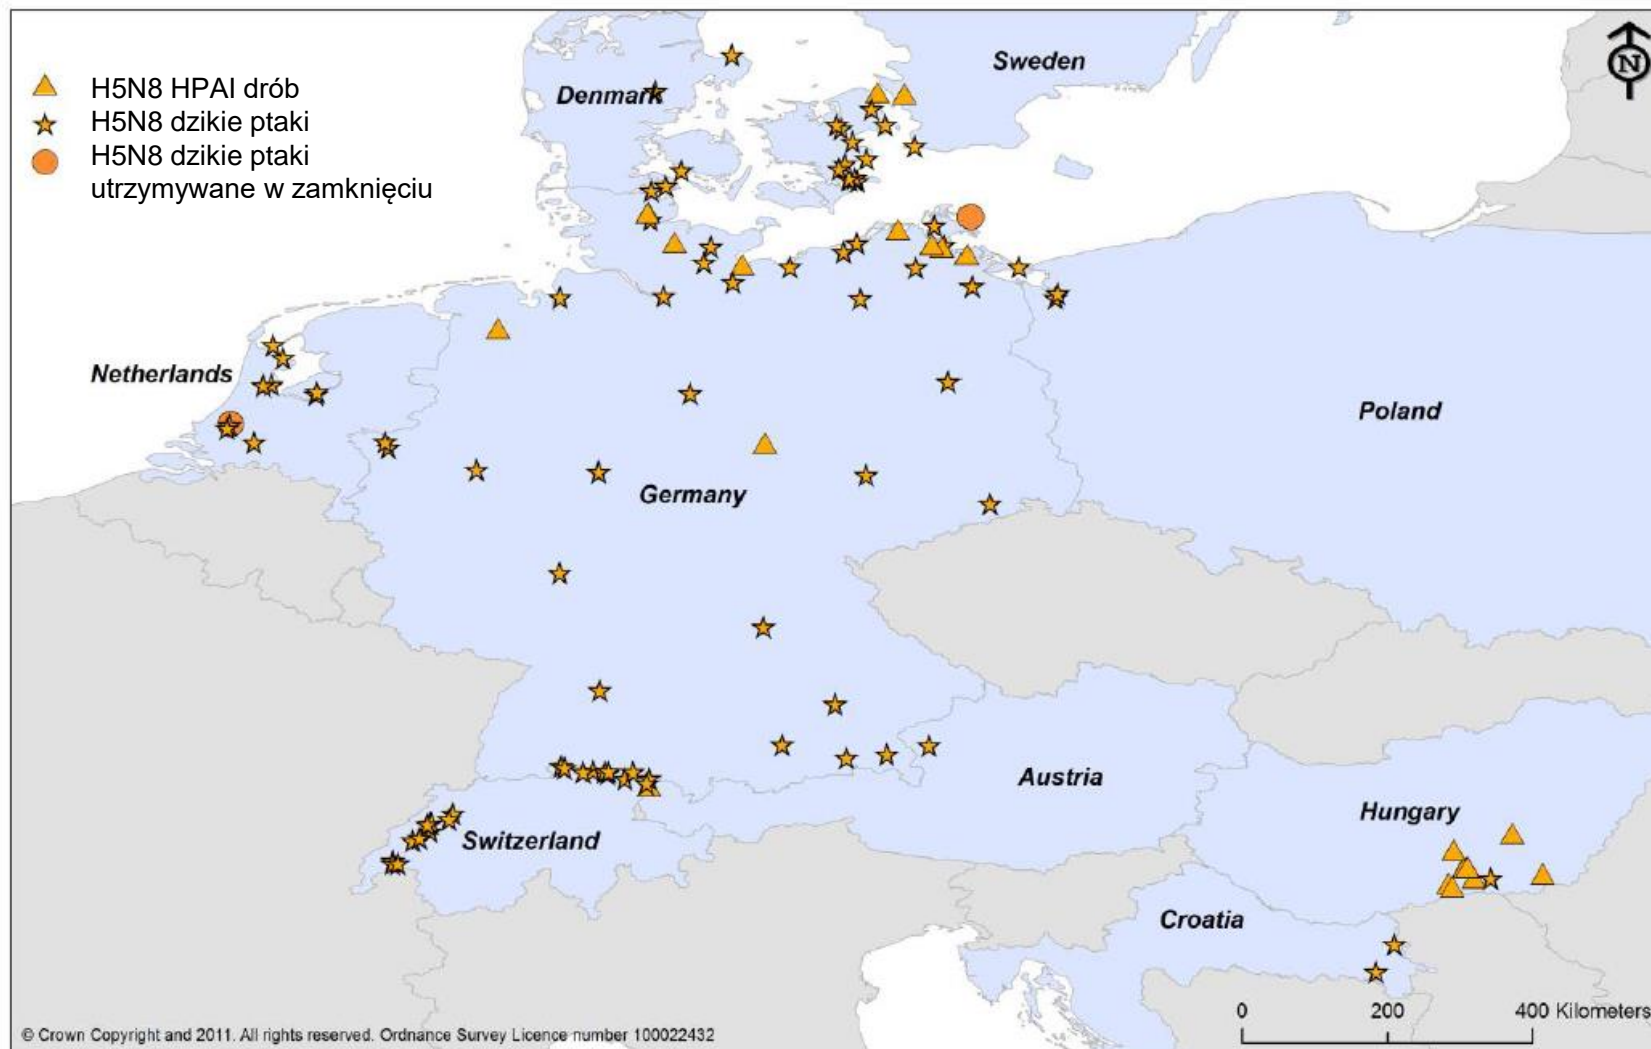 Sweden
H5N8 HPAI drób
Denmark
H5N8 dzikie ptaki
H5N8 dzikie ptaki
utrzymywane w zamknięciu
N
Netherlands
Poland
Germany
Austria
Hungary
Switzerland
Croatia
0 200 400 Kilometers
© Crown Copyright and 2011. All rights reserved. Ordnance Survey Licence number 100022432